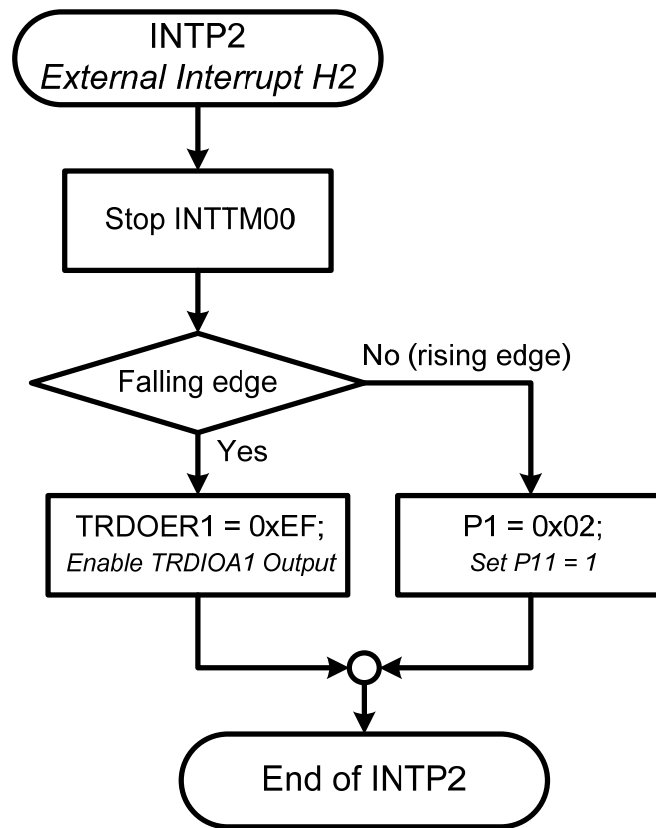 INTP2
External Interrupt H2
Stop INTTM00
Falling edge
No (rising edge)
Yes
TRDOER1 = 0xEF;
Enable TRDIOA1 Output
P1 = 0x02;
Set P11 = 1
End of INTP2